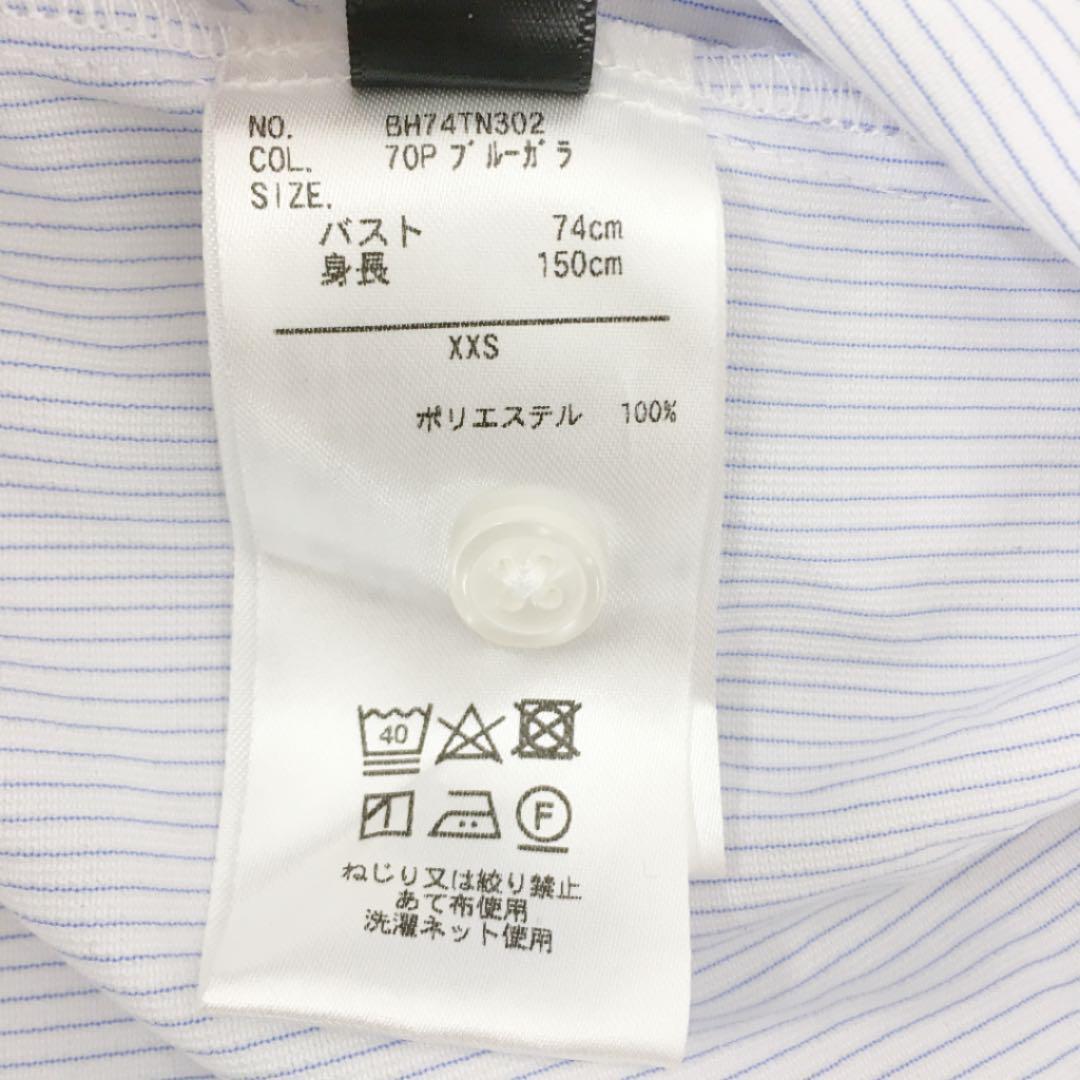 NO. BH74TN302
COL. 70P ブルーガラ
SIZE.
バスト 74cm
身長 150cm
XXS
ポリエステル 100%
40
F
ねじり又は絞り禁止
あて布使用
洗濯ネット使用